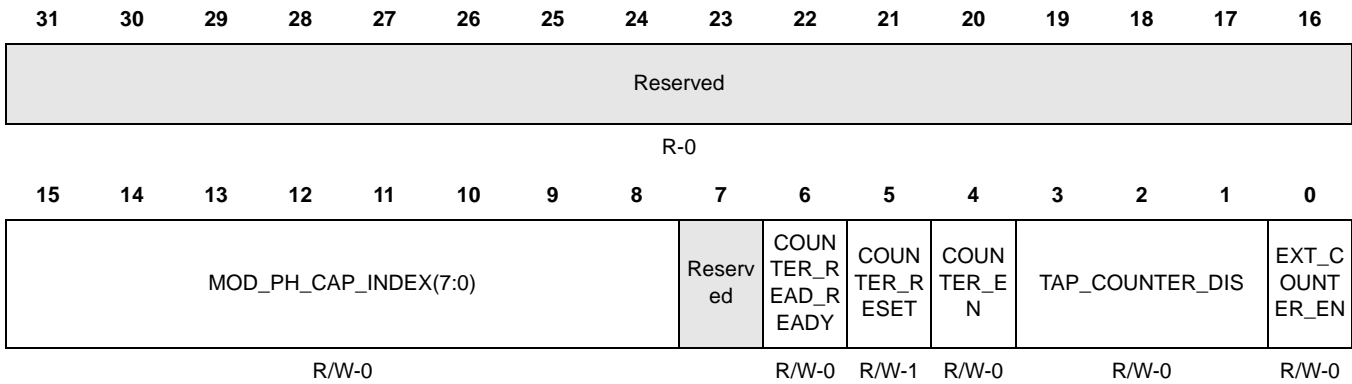 31 30 29 28 27 26 25 24 23 22 21 20 19 18 17 16
Reserved
R-0
15 14 13 12 11 10 9 8 7 6 5 4 3 2 1 0
MOD_PH_CAP_INDEX(7:0)
Reserv
ed
COUN
TER_R
EAD_R
EADY
COUN
TER_R
ESET
COUN
TER_E
N
TAP_COUNTER_DIS
EXT_C
OUNT
ER_EN
R/W-0 R/W-0 R/W-1 R/W-0 R/W-0 R/W-0